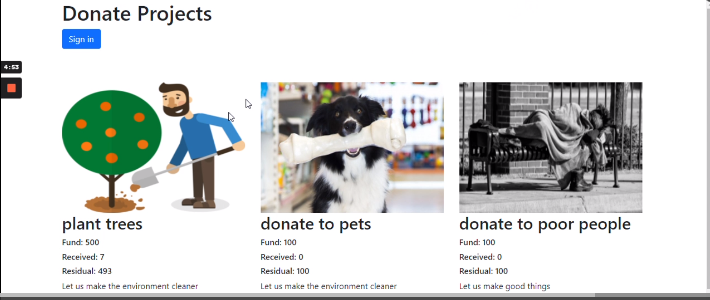 Donate Projects
Sign in
4:53
plant trees
Fund: 500
Received: 7
Residual: 493
Let us make the environment cleaner
donate to pets
Fund: 100
Received: 0
Residual: 100
Let us make the environment cleaner
donate to poor people
Fund: 100
Received: 0
Residual: 100
Let us make good things